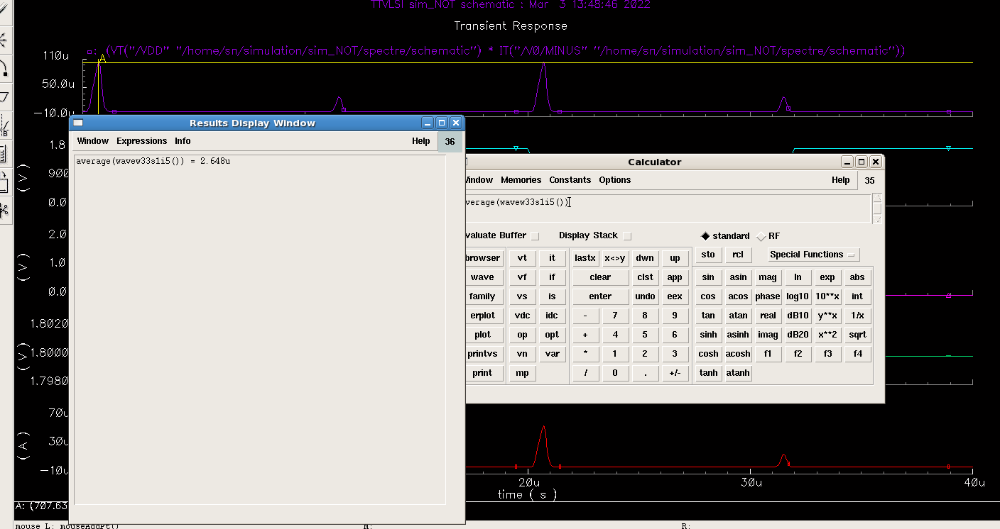 TTVLSI sim_NOT schematic : Mar 3 13:48:46 2022
Transient Response
: (VT("/VDD" "/home/sn/simulation/sim_NOT/spectre/schematic") * IT("/V0/MINUS" "/home/sn/simulation/sim_NOT/spectre/schematic"))
110u
A
50.0u
-10.0u
Results Display Window
Window Expressions Info Help 36
average(wavew33s1i5()) = 2.648u
1.8
900
0.0
(V)
2.0
1.0
0.0
(V)
1.8020
1.8000
1.7980
(V)
70u
30u
-10u
(A)
Calculator
Window Memories Constants Options Help 35
verage(wavew33s1i5())
valuate Buffer Display Stack standard RF
sto rcl Special Functions
browser vt it lastx x<>y dwn up
wave vf if clear clst app sin asin mag ln exp abs
family vs is enter undo eex cos acos phase log10 10**x int
erplot vdc idc - 7 8 9 tan atan real dB10 y**x 1/x
plot op opt + 4 5 6 sinh asinh imag dB20 x**2 sqrt
printvs vn var * 1 2 3 cosh acosh f1 f2 f3 f4
print mp / 0 . +/- tanh atanh
20u 30u 40u
time ( s )
A: (707.63
mouse L: mouseAddPt() M: R: